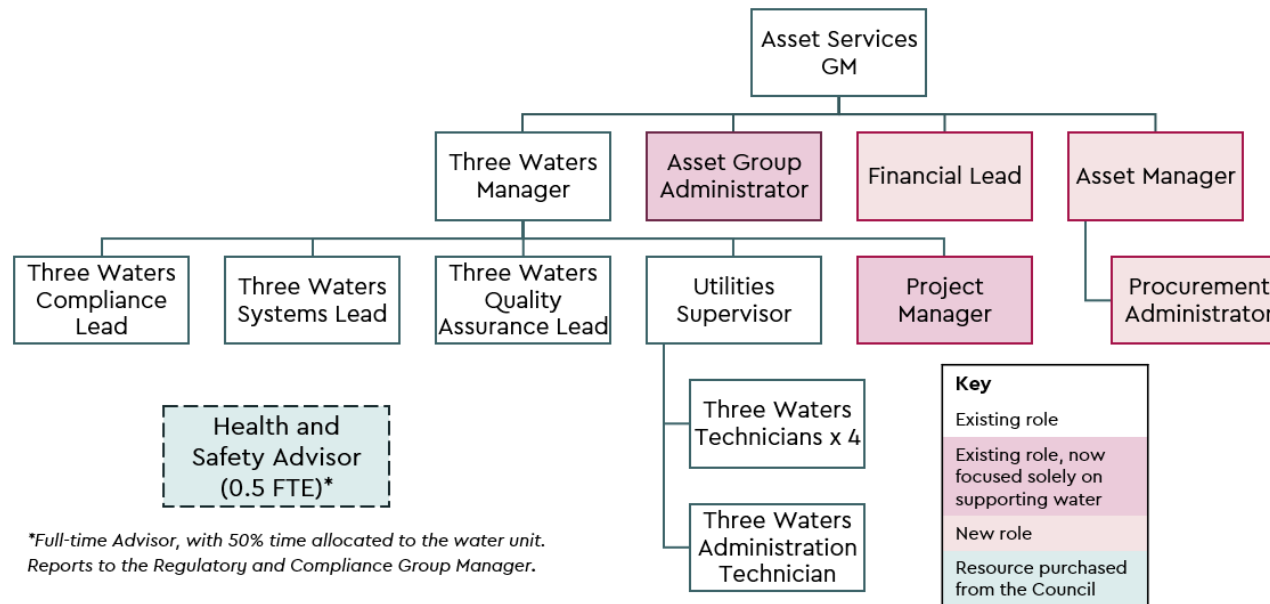 Asset Services
GM
Three Waters
Manager
Asset Group
Administrator
Financial Lead
Asset Manager
Three Waters
Compliance
Lead
Three Waters
Systems Lead
Three Waters
Quality
Assurance Lead
Utilities
Supervisor
Project
Manager
Procurement
Administrator
Three Waters
Technicians x 4
Three Waters
Administration
Technician
Health and
Safety Advisor
(0.5 FTE)*
*Full-time Advisor, with 50% time allocated to the water unit.
Reports to the Regulatory and Compliance Group Manager.
Key
Existing role
Existing role, now
focused solely on
supporting water
New role
Resource purchased
from the Council